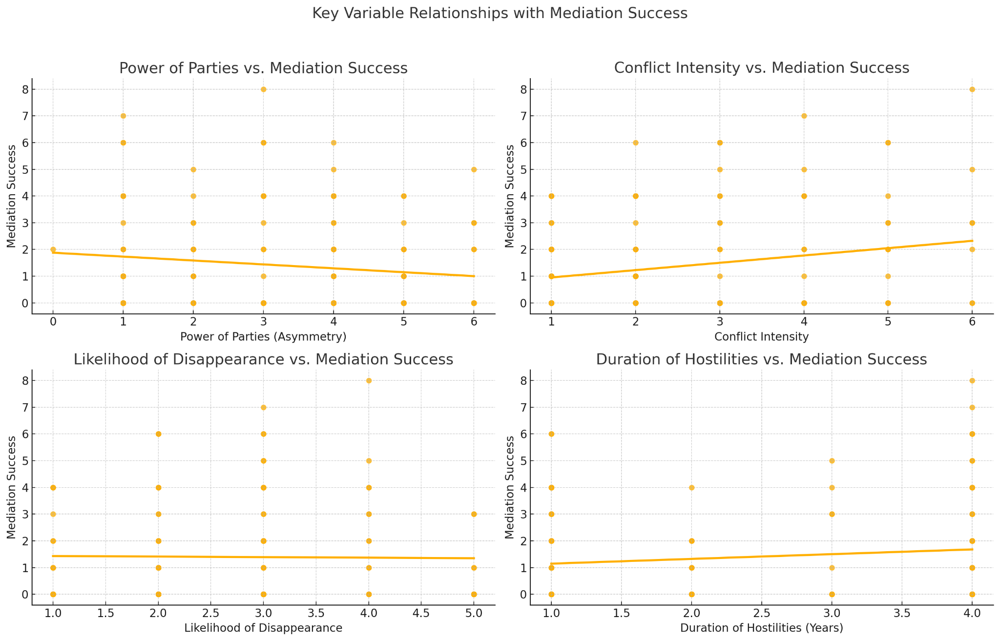 Key Variable Relationships with Mediation Success
Power of Parties vs. Mediation Success
Mediation Success
8
7
6
5
4
3
2
1
0
0 1 2 3 4 5 6
Power of Parties (Asymmetry)
Conflict Intensity vs. Mediation Success
Mediation Success
8
7
6
5
4
3
2
1
0
1 2 3 4 5 6
Conflict Intensity
Likelihood of Disappearance vs. Mediation Success
Mediation Success
8
7
6
5
4
3
2
1
0
1.0 1.5 2.0 2.5 3.0 3.5 4.0 4.5 5.0
Likelihood of Disappearance
Duration of Hostilities vs. Mediation Success
Mediation Success
8
7
6
5
4
3
2
1
0
1.0 1.5 2.0 2.5 3.0 3.5 4.0
Duration of Hostilities (Years)